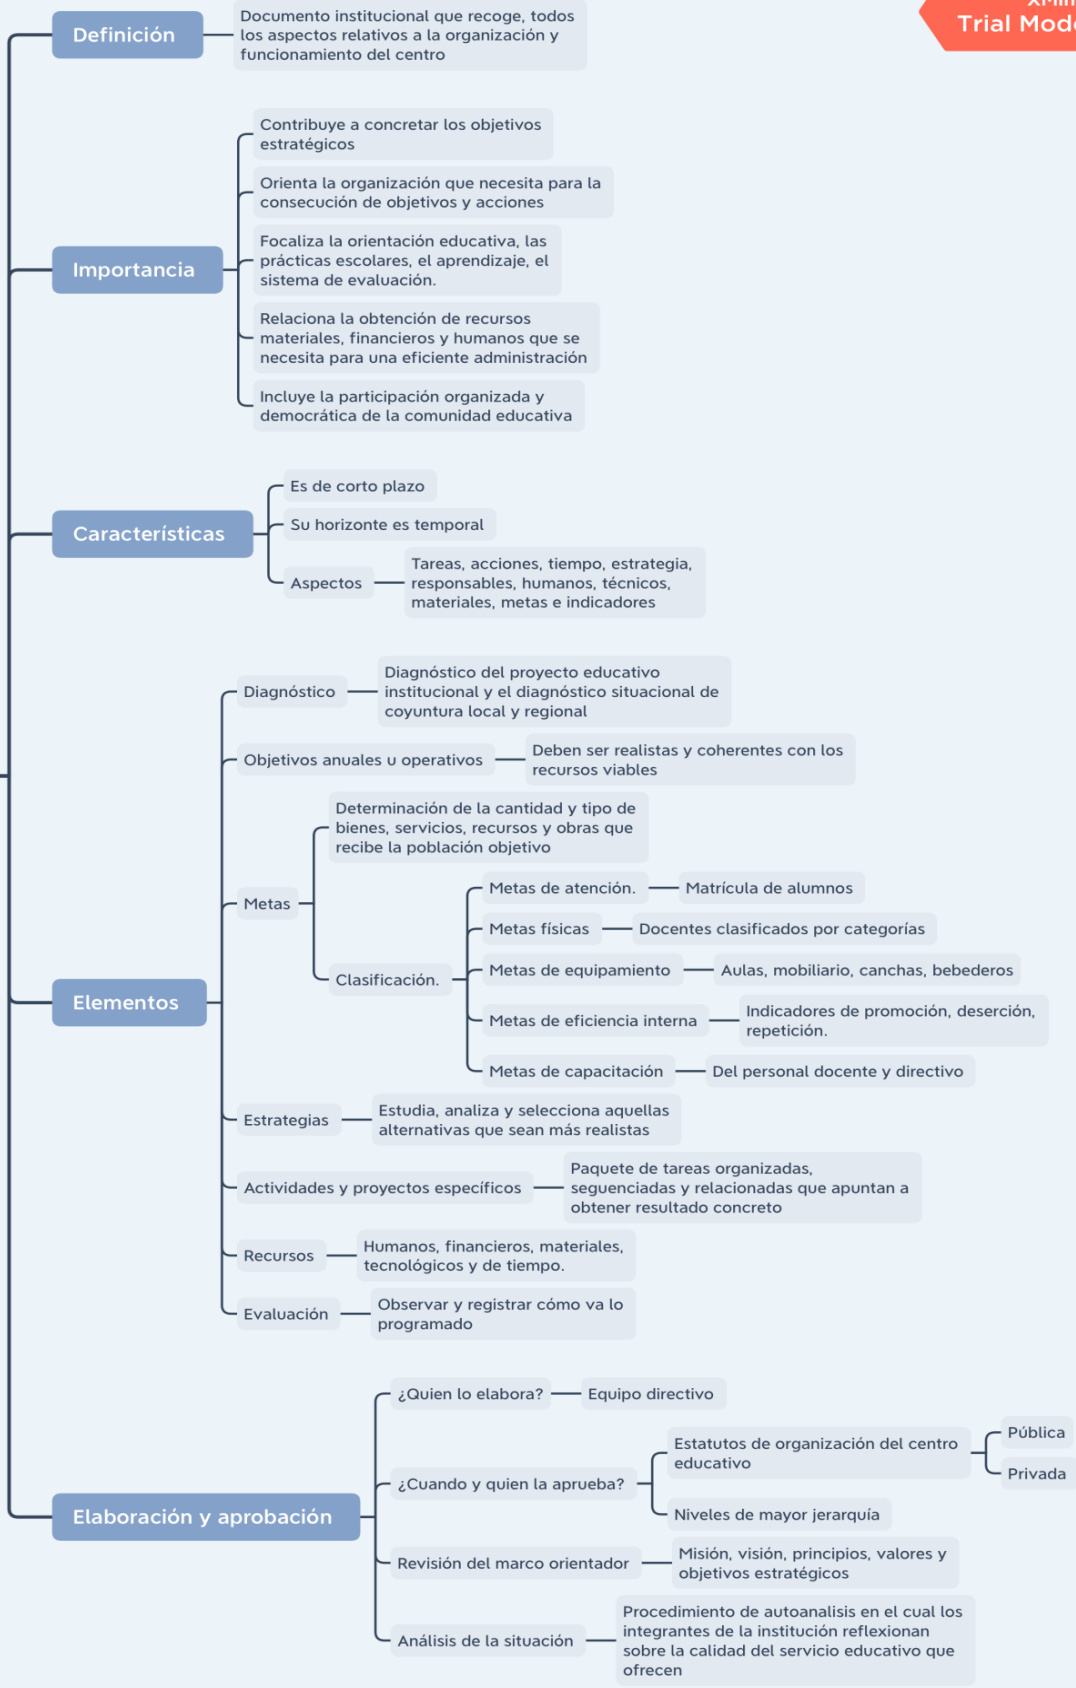 XMind
Trial Mode
Definición
Documento institucional que recoge, todos
los aspectos relativos a la organización y
funcionamiento del centro
Importancia
Contribuye a concretar los objetivos
estratégicos
Orienta la organización que necesita para la
consecución de objetivos y acciones
Focaliza la orientación educativa, las
prácticas escolares, el aprendizaje, el
sistema de evaluación.
Relaciona la obtención de recursos
materiales, financieros y humanos que se
necesita para una eficiente administración
Incluye la participación organizada y
democrática de la comunidad educativa
Características
Es de corto plazo
Su horizonte es temporal
Aspectos
Tareas, acciones, tiempo, estrategia,
responsables, humanos, técnicos,
materiales, metas e indicadores
Elementos
Diagnóstico
Diagnóstico del proyecto educativo
institucional y el diagnóstico situacional de
coyuntura local y regional
Objetivos anuales u operativos
Deben ser realistas y coherentes con los
recursos viables
Metas
Determinación de la cantidad y tipo de
bienes, servicios, recursos y obras que
recibe la población objetivo
Clasificación.
Metas de atención.
Matrícula de alumnos
Metas físicas
Docentes clasificados por categorías
Metas de equipamiento
Aulas, mobiliario, canchas, bebederos
Metas de eficiencia interna
Indicadores de promoción, deserción,
repetición.
Metas de capacitación
Del personal docente y directivo
Estrategias
Estudia, analiza y selecciona aquellas
alternativas que sean más realistas
Actividades y proyectos específicos
Paquete de tareas organizadas,
seguenciadas y relacionadas que apuntan a
obtener resultado concreto
Recursos
Humanos, financieros, materiales,
tecnológicos y de tiempo.
Evaluación
Observar y registrar cómo va lo
programado
Elaboración y aprobación
¿Quien lo elabora?
Equipo directivo
¿Cuando y quien la aprueba?
Estatutos de organización del centro
educativo
Pública
Privada
Niveles de mayor jerarquía
Revisión del marco orientador
Misión, visión, principios, valores y
objetivos estratégicos
Análisis de la situación
Procedimiento de autoanalisis en el cual los
integrantes de la institución reflexionan
sobre la calidad del servicio educativo que
ofrecen